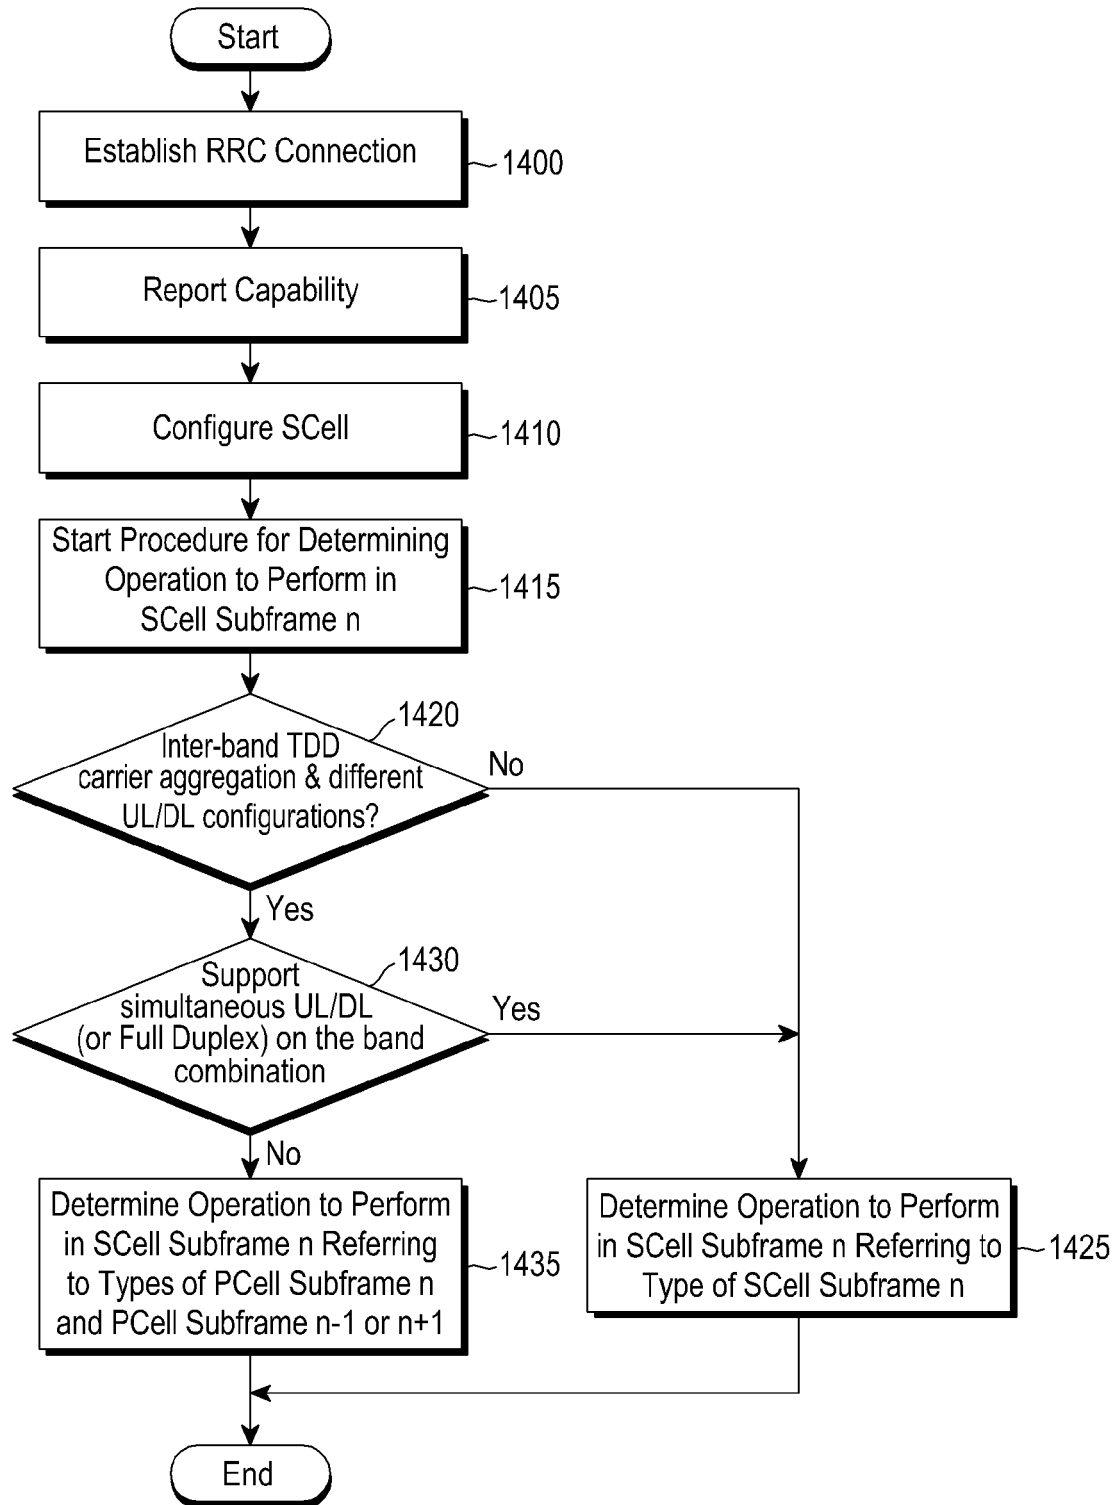 Start
Establish RRC Connection
1400
Report Capability
1405
Configure SCell
1410
Start Procedure for Determining
Operation to Perform in
SCell Subframe n
1415
1420
Inter-band TDD
carrier aggregation & different
UL/DL configurations?
No
Yes
1430
Support
simultaneous UL/DL
(or Full Duplex) on the band
combination
Yes
No
Determine Operation to Perform
in SCell Subframe n Referring
to Types of PCell Subframe n
and PCell Subframe n-1 or n+1
1435
Determine Operation to Perform
in SCell Subframe n Referring to
Type of SCell Subframe n
1425
End